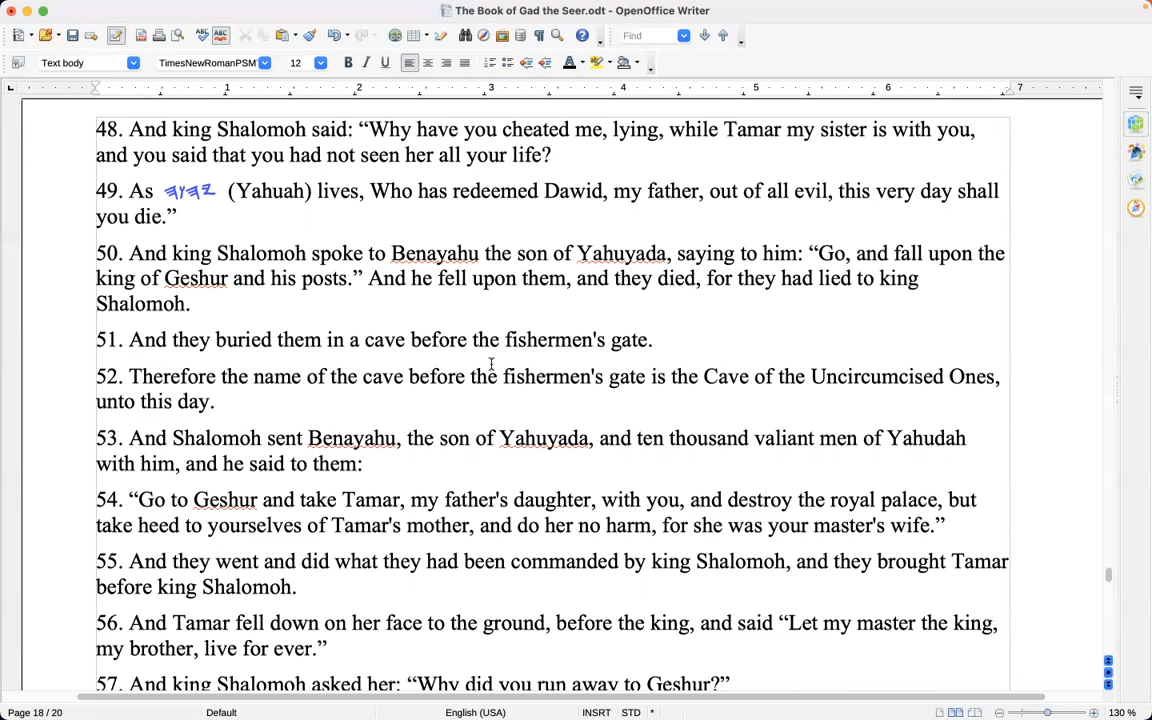 The Book of Gad the Seer.odt - OpenOffice Writer
Find
Text body
TimesNewRomanPSM
12
1 2 3 4 5 6 7
48. And king Shalomoh said: “Why have you cheated me, lying, while Tamar my sister is with you,
and you said that you had not seen her all your life?
49. As 𐤉𐤄𐤅𐤄 (Yahuah) lives, Who has redeemed Dawid, my father, out of all evil, this very day shall
you die.”
50. And king Shalomoh spoke to Benayahu the son of Yahuyada, saying to him: “Go, and fall upon the
king of Geshur and his posts.” And he fell upon them, and they died, for they had lied to king
Shalomoh.
51. And they buried them in a cave before the fishermen's gate.
52. Therefore the name of the cave before the fishermen's gate is the Cave of the Uncircumcised Ones,
unto this day.
53. And Shalomoh sent Benayahu, the son of Yahuyada, and ten thousand valiant men of Yahudah
with him, and he said to them:
54. “Go to Geshur and take Tamar, my father's daughter, with you, and destroy the royal palace, but
take heed to yourselves of Tamar's mother, and do her no harm, for she was your master's wife.”
55. And they went and did what they had been commanded by king Shalomoh, and they brought Tamar
before king Shalomoh.
56. And Tamar fell down on her face to the ground, before the king, and said “Let my master the king,
my brother, live for ever.”
57. And king Shalomoh asked her: “Why did you run away to Geshur?”
Page 18 / 20 Default English (USA) INSRT STD * 130 %